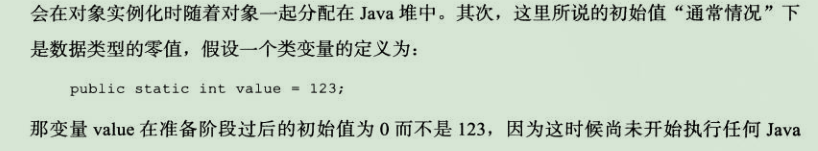 会在对象实例化时随着对象一起分配在 Java 堆中。其次，这里所说的初始值“通常情况”下
是数据类型的零值，假设一个类变量的定义为：
public static int value = 123;
那变量 value 在准备阶段过后的初始值为 0 而不是 123，因为这时候尚未开始执行任何 Java